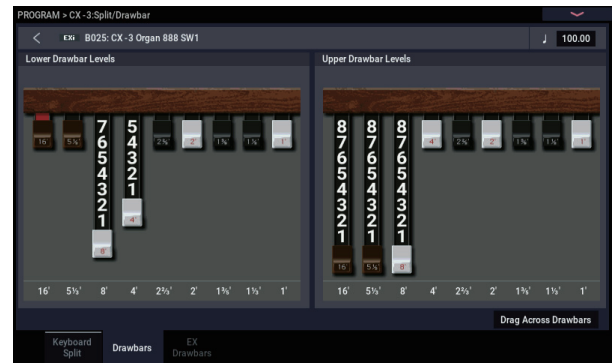 PROGRAM > CX-3:Split/Drawbar
EXi B025: CX-3 Organ 888 SW1
♩ 100.00
Lower Drawbar Levels
Upper Drawbar Levels
7 5
6 4
5 3
4 2
3 1
2
1
16' 5⅓' 8' 4' 2⅔' 2' 1⅗' 1⅓' 1'
8 8 8
7 7 7
6 6 6
5 5 5
4 4 4
3 3 3
2 2 2
1 1 1
16' 5⅓' 8' 4' 2⅔' 2' 1⅗' 1⅓' 1'
16' 5⅓' 8' 4' 2⅔' 2' 1⅗' 1⅓' 1'
16' 5⅓' 8' 4' 2⅔' 2' 1⅗' 1⅓' 1'
Drag Across Drawbars
Keyboard Split
Drawbars
EX Drawbars